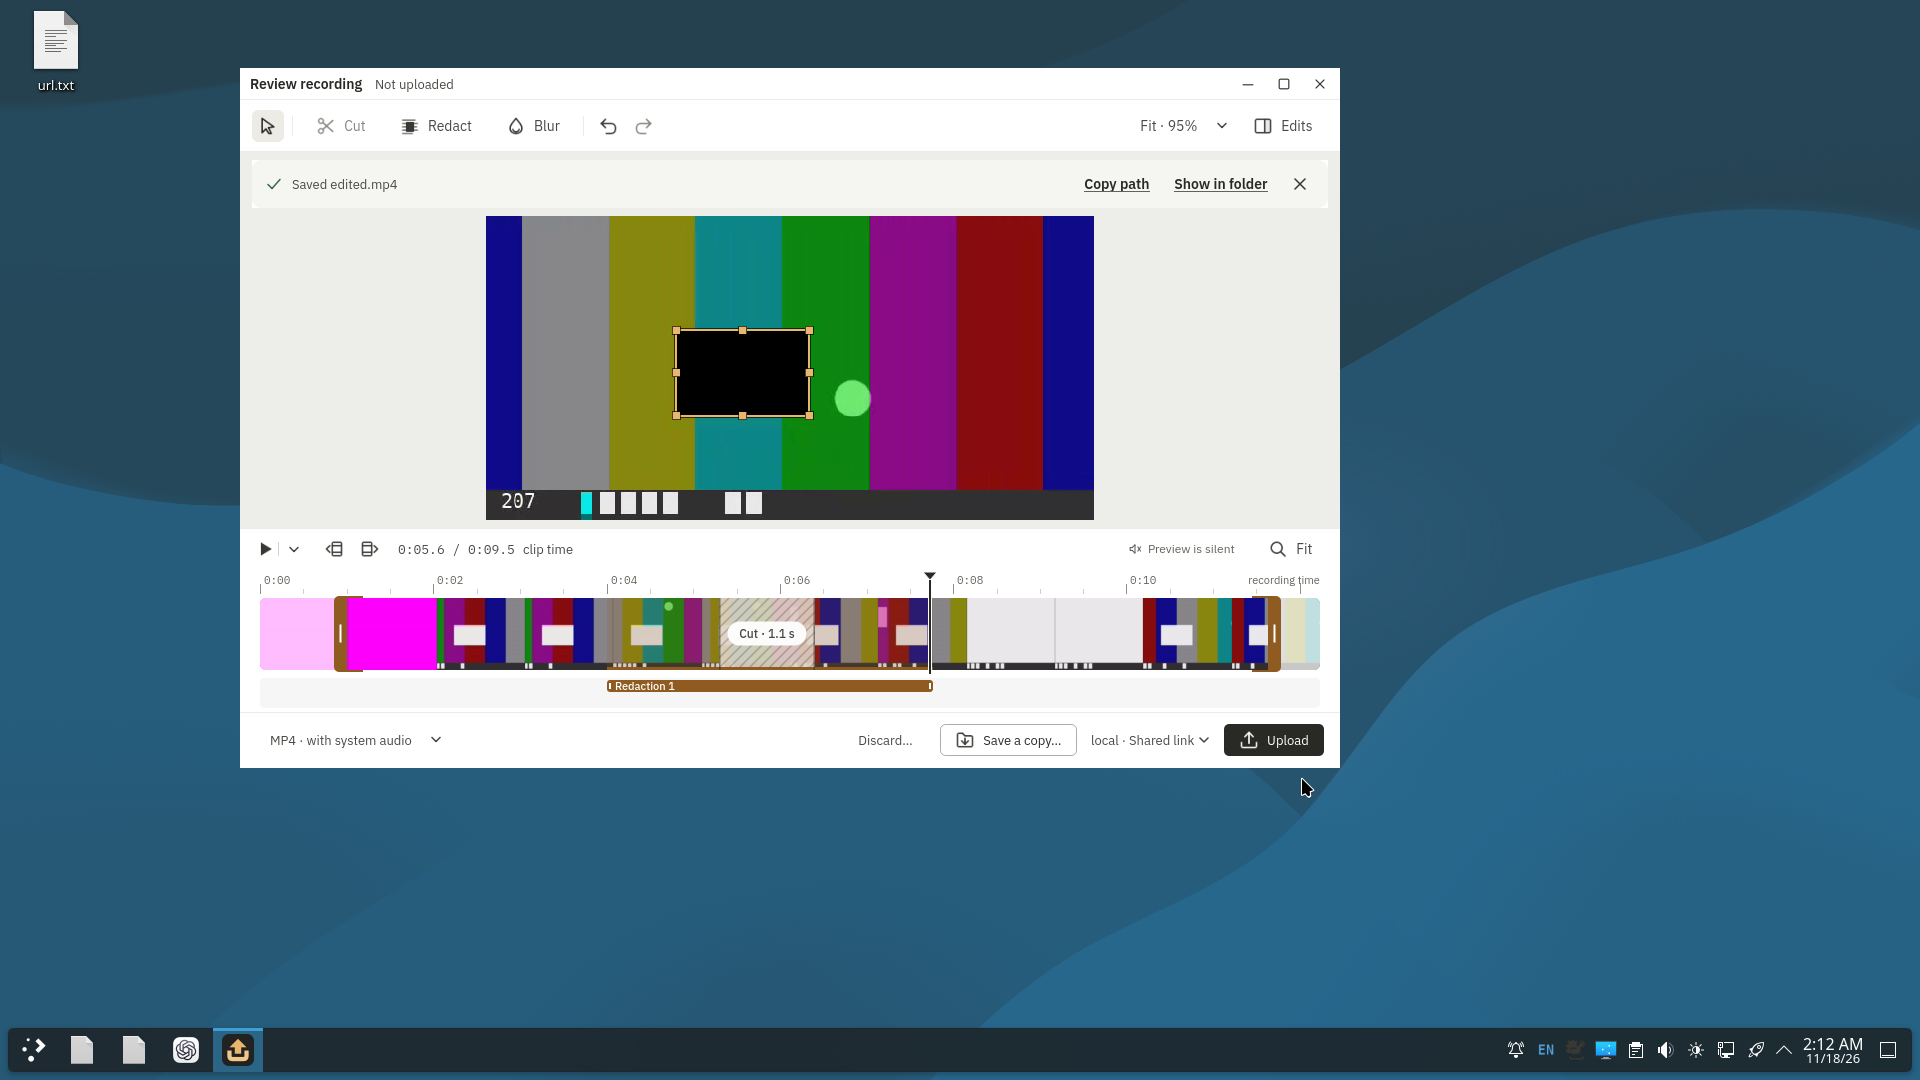 url.txt
Review recording Not uploaded
Cut Redact Blur Fit · 95% Edits
Saved edited.mp4 Copy path Show in folder
207
0:05.6 / 0:09.5 clip time Preview is silent Fit
0:00 0:02 0:04 0:06 0:08 0:10 recording time
Cut · 1.1 s
Redaction 1
MP4 · with system audio Discard... Save a copy... local · Shared link Upload
EN 2:12 AM
11/18/26